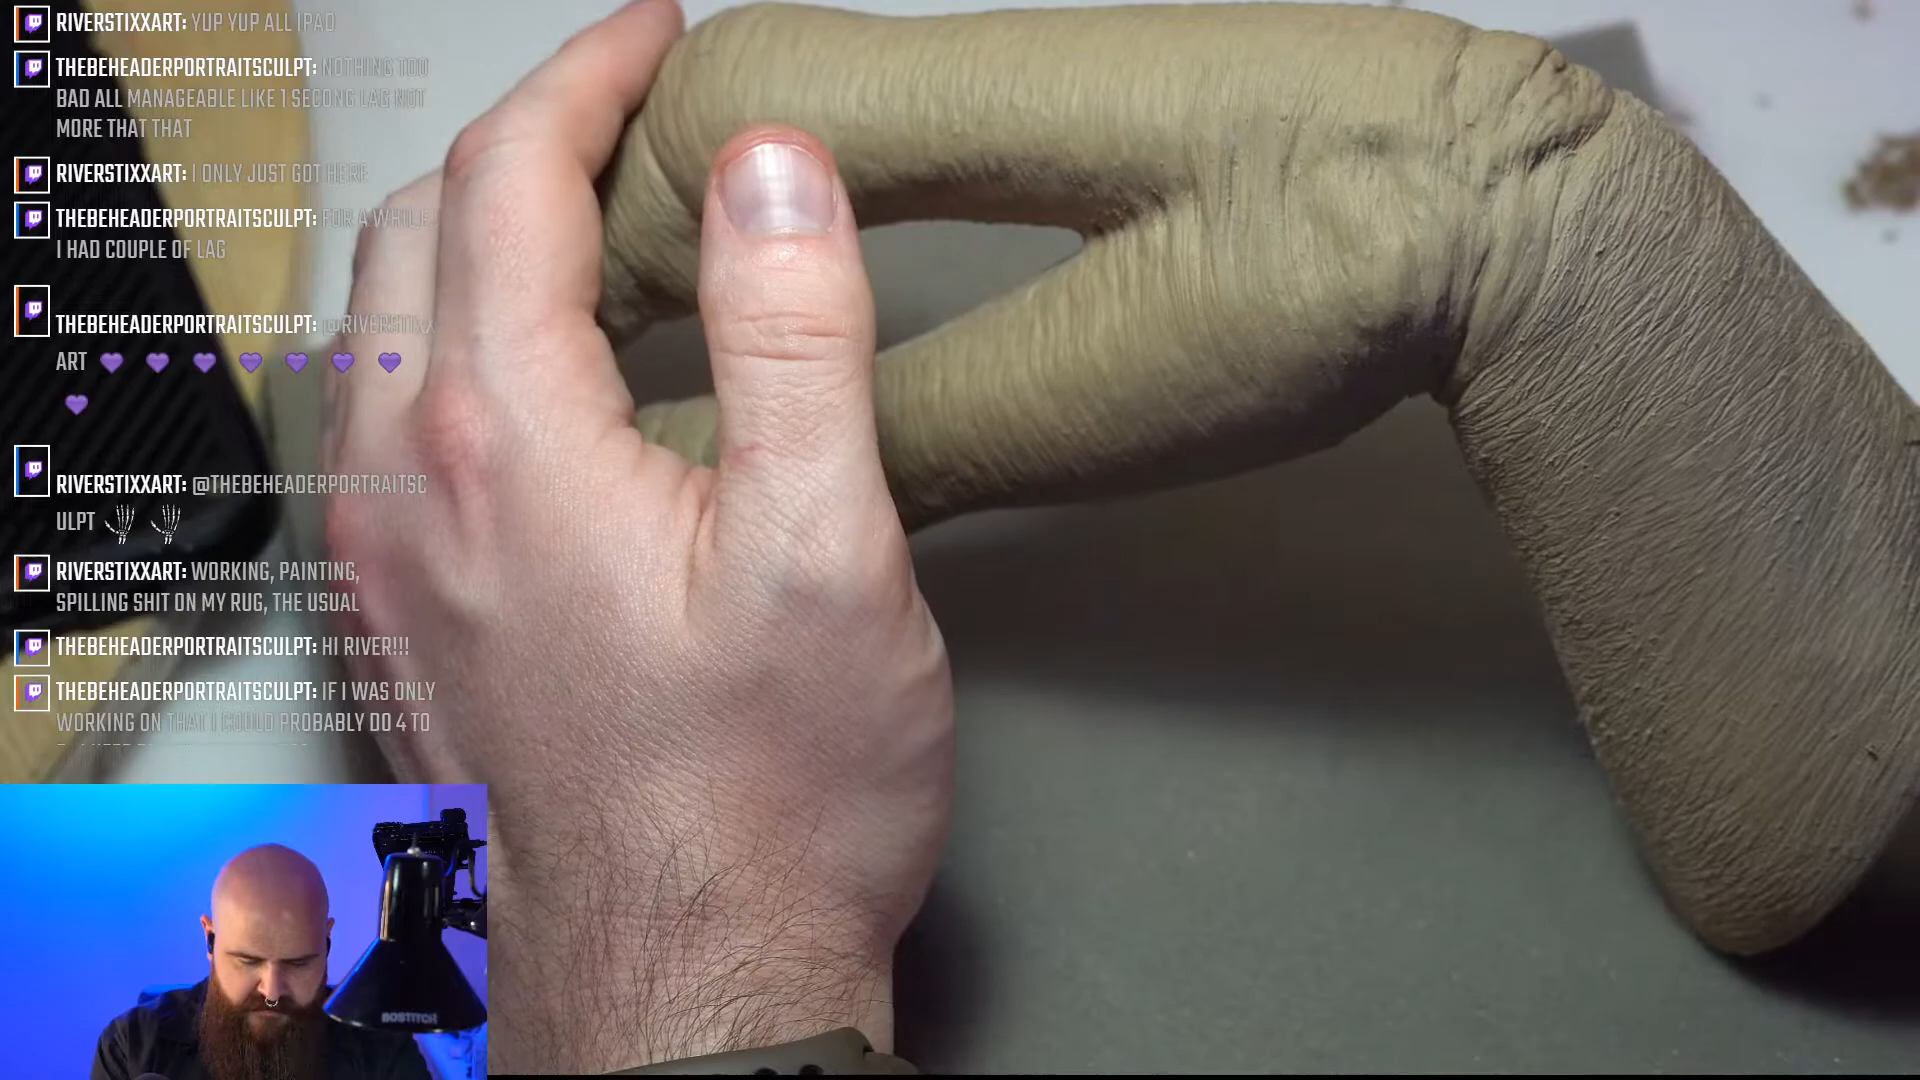 RIVERSTIXXART: YUP YUP ALL IPAD
THEBEHEADERPORTRAITSCULPT: NOTHING TOO
BAD ALL MANAGEABLE LIKE 1 SECOND LAG NOT
MORE THAT THAT
RIVERSTIXXART: I ONLY JUST GOT HERE
THEBEHEADERPORTRAITSCULPT: FOR A WHILE
I HAD COUPLE OF LAG
THEBEHEADERPORTRAITSCULPT: @RIVERSTIXX
ART
RIVERSTIXXART: @THEBEHEADERPORTRAITSC
ULPT
RIVERSTIXXART: WORKING, PAINTING,
SPILLING SHIT ON MY RUG, THE USUAL
THEBEHEADERPORTRAITSCULPT: HI RIVER!!!
THEBEHEADERPORTRAITSCULPT: IF I WAS ONLY
WORKING ON THAT I COULD PROBABLY DO 4 TO
BOSTITCH